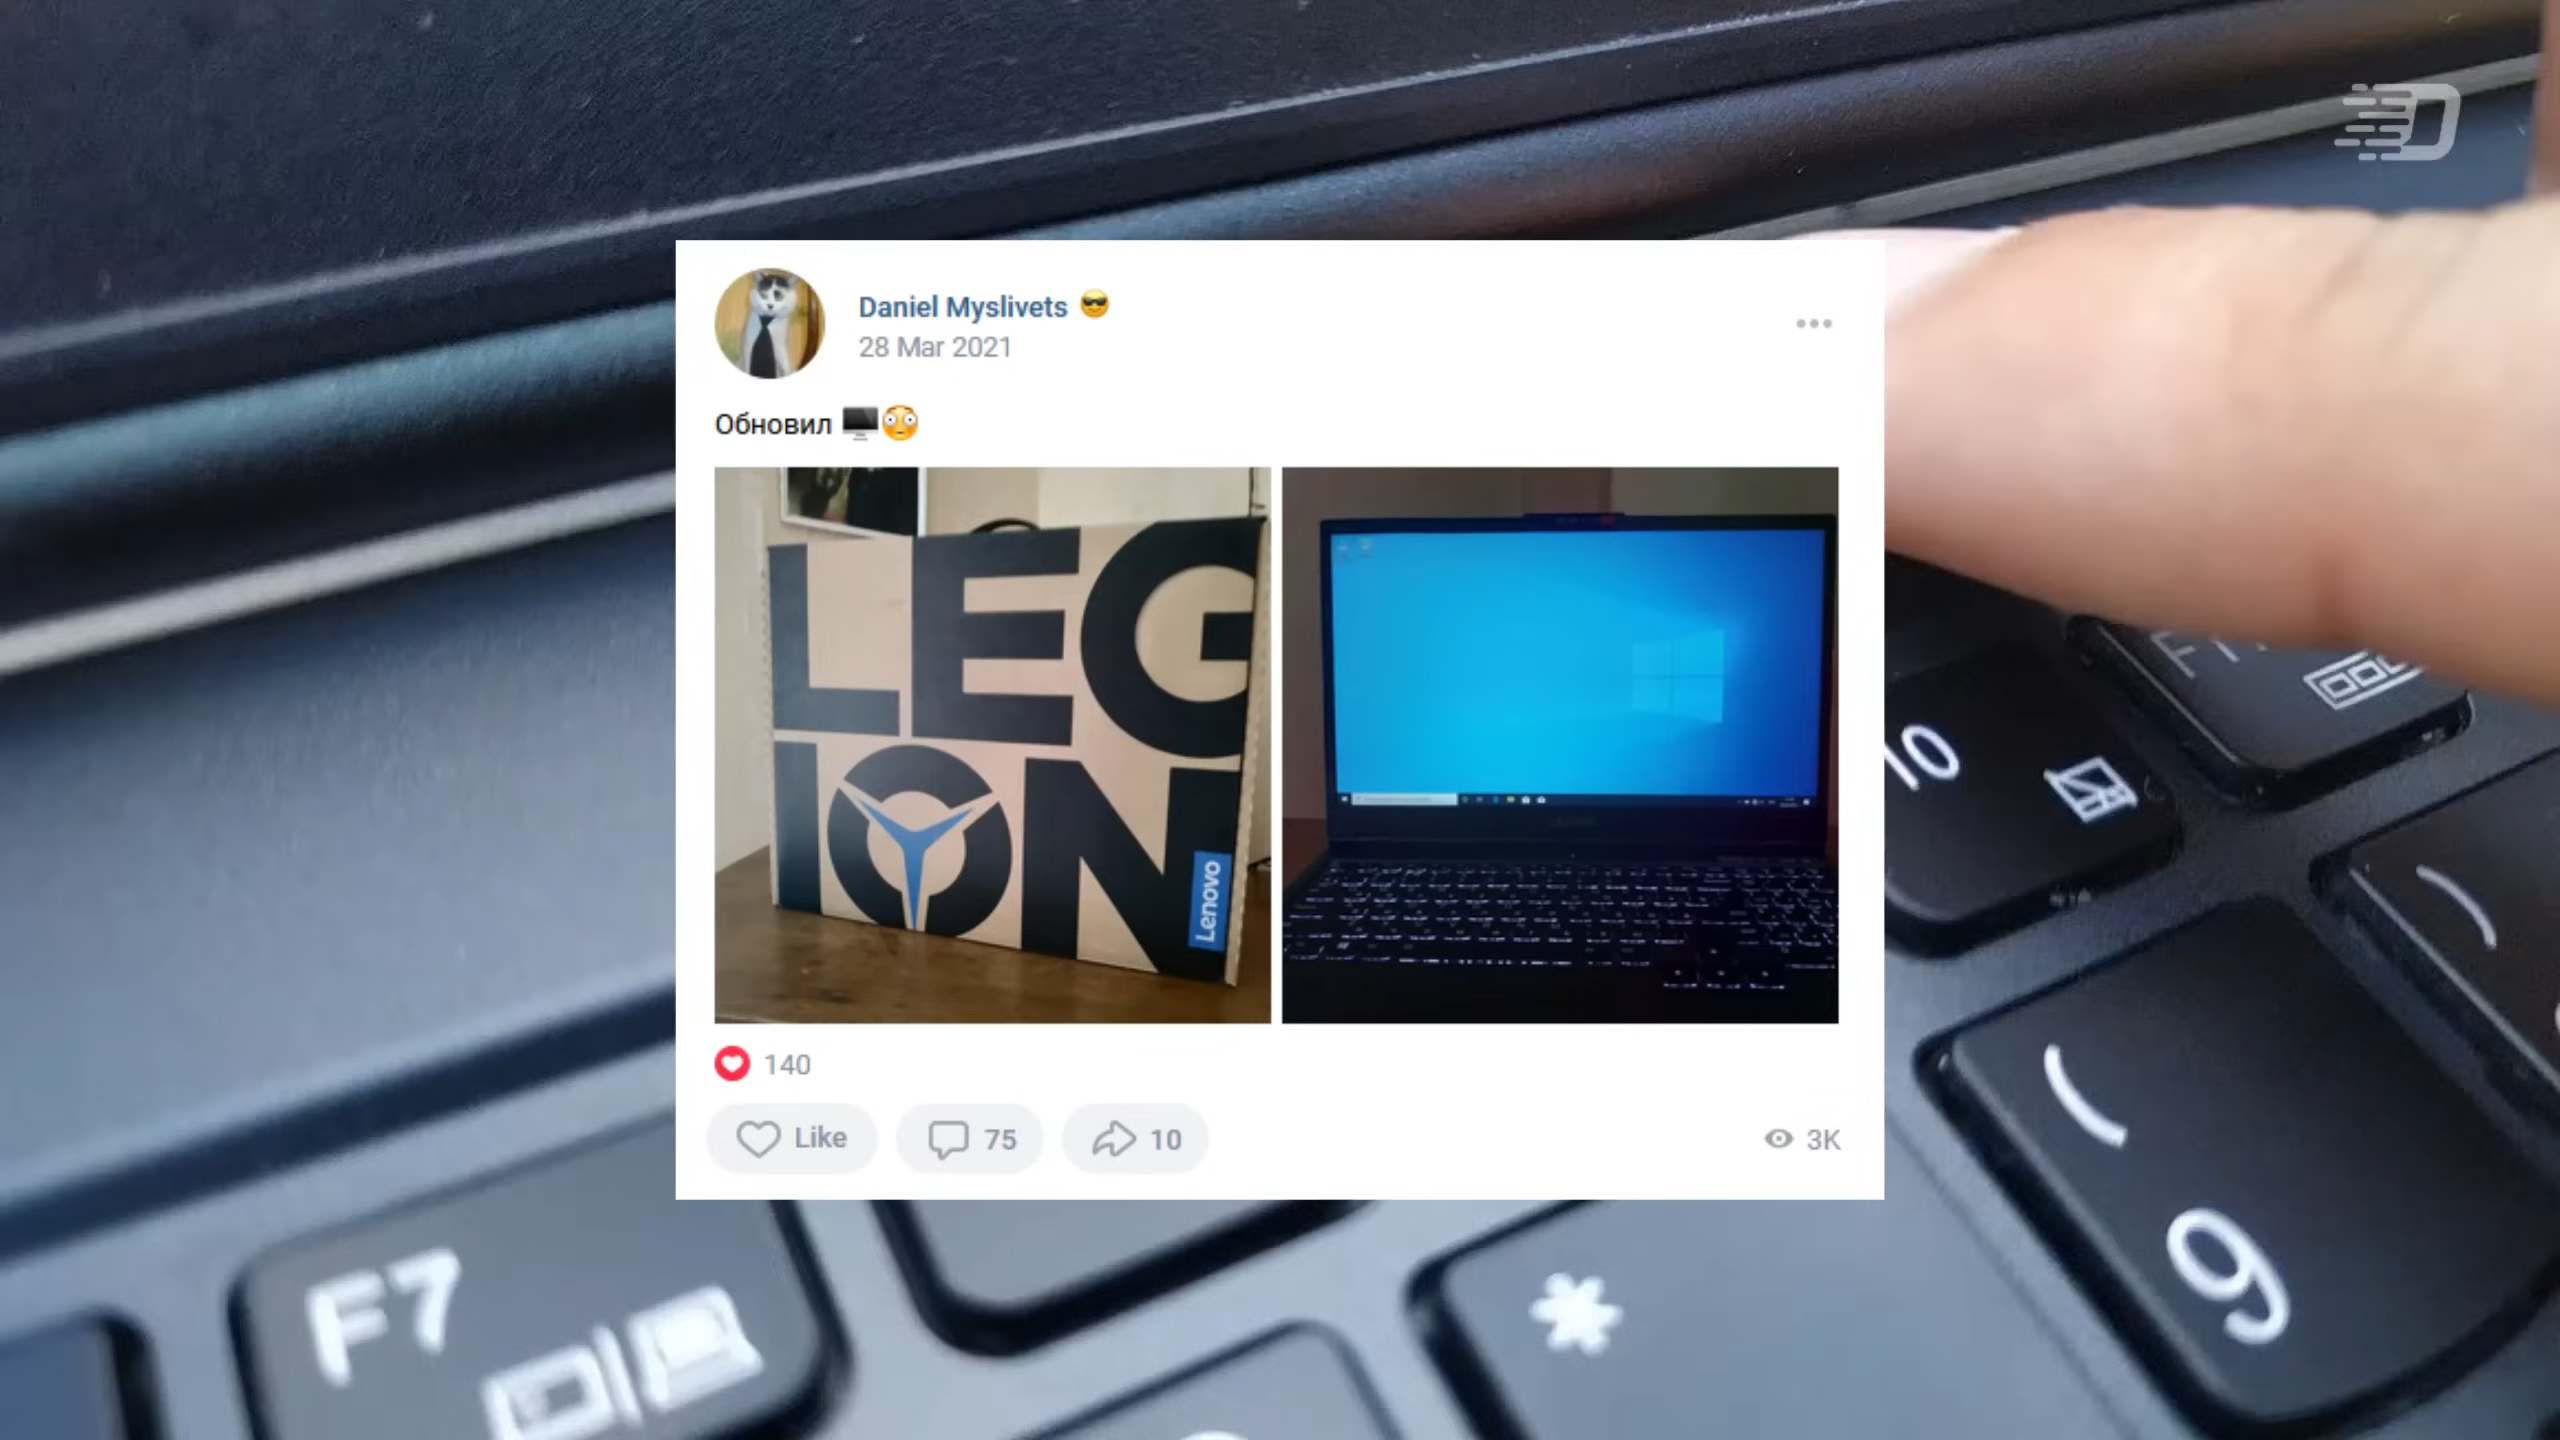 Daniel Myslivets 😎
28 Mar 2021
Обновил 🖥😳
LEG
ION
Lenovo
140
Like
75
10
3K
F7
10
*
(
9
)